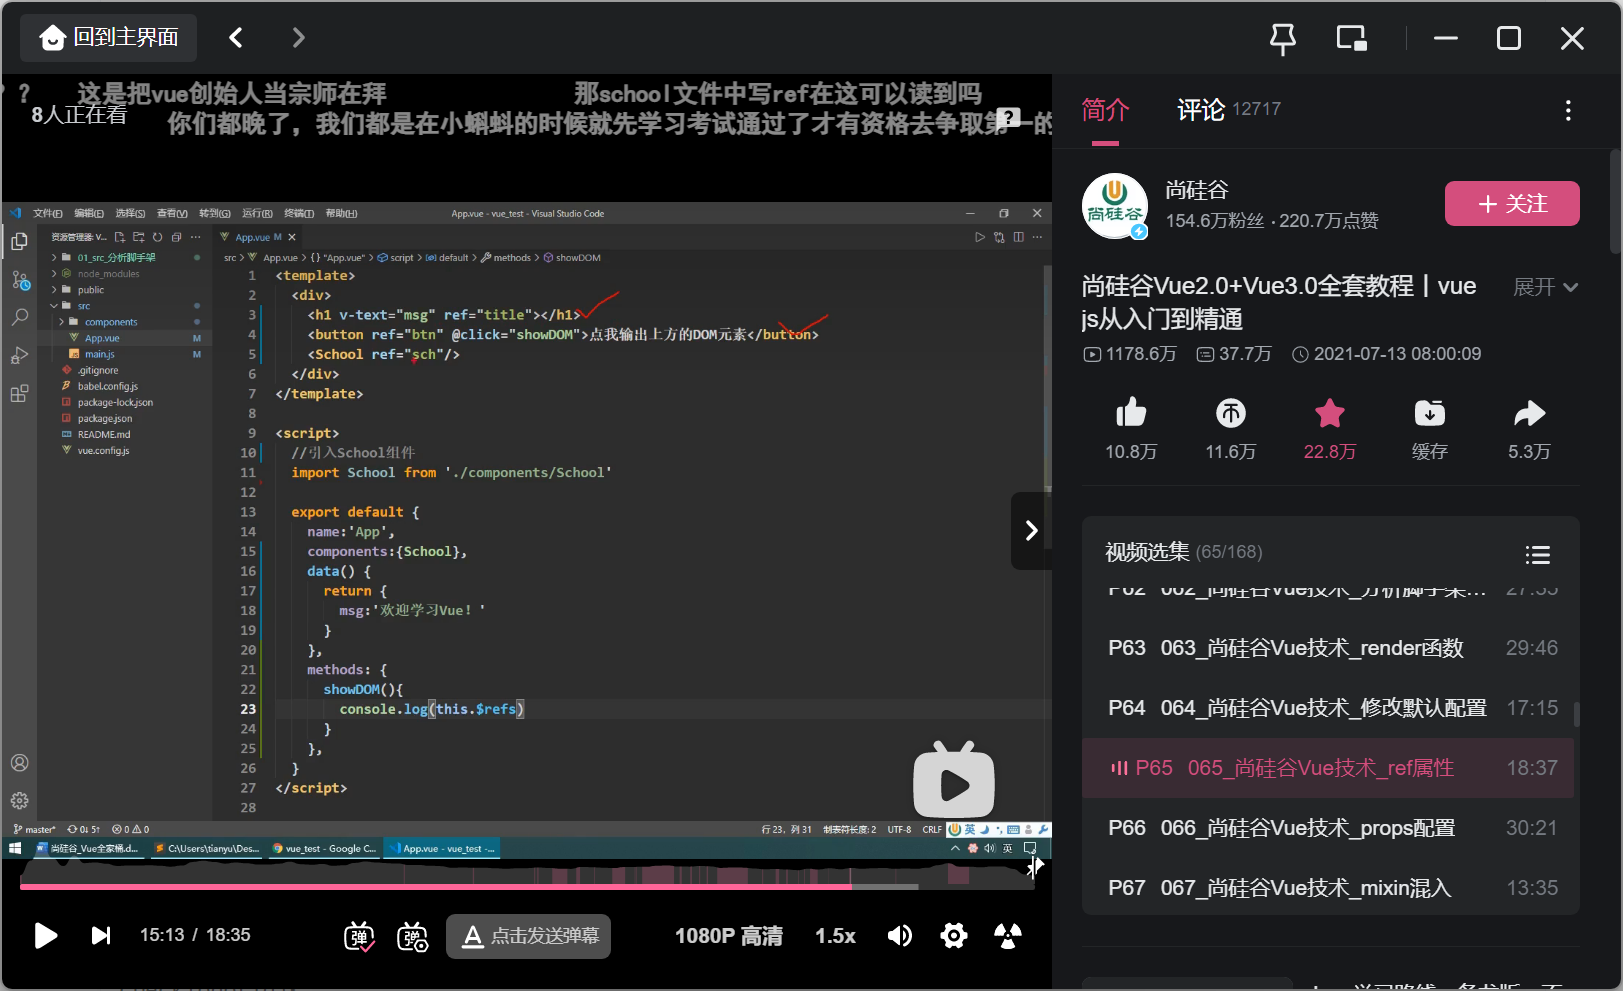 回到主界面
?
这是把vue创始人当宗师在拜
那school文件中写ref在这可以读到吗
8人正在看
你们都晚了，我们都是在小蝌蚪的时候就先学习考试通过了才有资格去争取第一的
文件(F) 编辑(E) 选择(S) 查看(V) 转到(G) 运行(R) 终端(T) 帮助(H)
App.vue - vue_test - Visual Studio Code
资源管理器: V...
App.vue M
src > App.vue > {} "App.vue" > script > default > methods > showDOM
01_src_分析脚手架
node_modules
public
src
components
App.vue M
main.js M
.gitignore
babel.config.js
package-lock.json
package.json
README.md
vue.config.js
1 <template>
2 <div>
3 <h1 v-text="msg" ref="title"></h1>
4 <button ref="btn" @click="showDOM">点我输出上方的DOM元素</button>
5 <School ref="sch"/>
6 </div>
7 </template>
8
9 <script>
10 //引入School组件
11 import School from './components/School'
12
13 export default {
14 name:'App',
15 components:{School},
16 data() {
17 return {
18 msg:'欢迎学习Vue！'
19 }
20 },
21 methods: {
22 showDOM(){
23 console.log(this.$refs)
24 }
25 },
26 }
27 </script>
28
master* 0↓ 5↑ 0 0
行 23，列 31 制表符长度: 2 UTF-8 CRLF 英
尚硅谷_Vue全家桶.d... C:\Users\tianyu\Des... vue_test - Google C... App.vue - vue_test -... 英
15:13 / 18:35
弹
点击发送弹幕
1080P 高清
1.5x
简介
评论 12717
尚硅谷
尚硅谷
154.6万粉丝 · 220.7万点赞
+ 关注
尚硅谷Vue2.0+Vue3.0全套教程丨vue
js从入门到精通
展开
1178.6万 37.7万 2021-07-13 08:00:09
10.8万
11.6万
22.8万
缓存
5.3万
视频选集 (65/168)
P62 062_尚硅谷Vue技术_分析脚手架... 27:35
P63 063_尚硅谷Vue技术_render函数 29:46
P64 064_尚硅谷Vue技术_修改默认配置 17:15
P65 065_尚硅谷Vue技术_ref属性 18:37
P66 066_尚硅谷Vue技术_props配置 30:21
P67 067_尚硅谷Vue技术_mixin混入 13:35